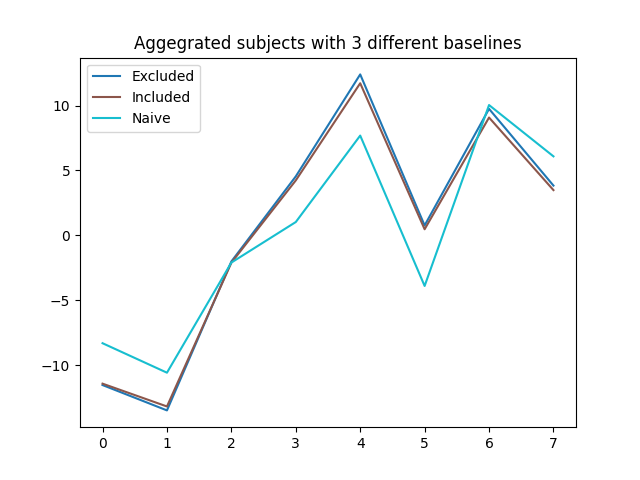 Aggegrated subjects with 3 different baselines
Excluded
Included
Naive
10
5
0
−5
−10
0 1 2 3 4 5 6 7